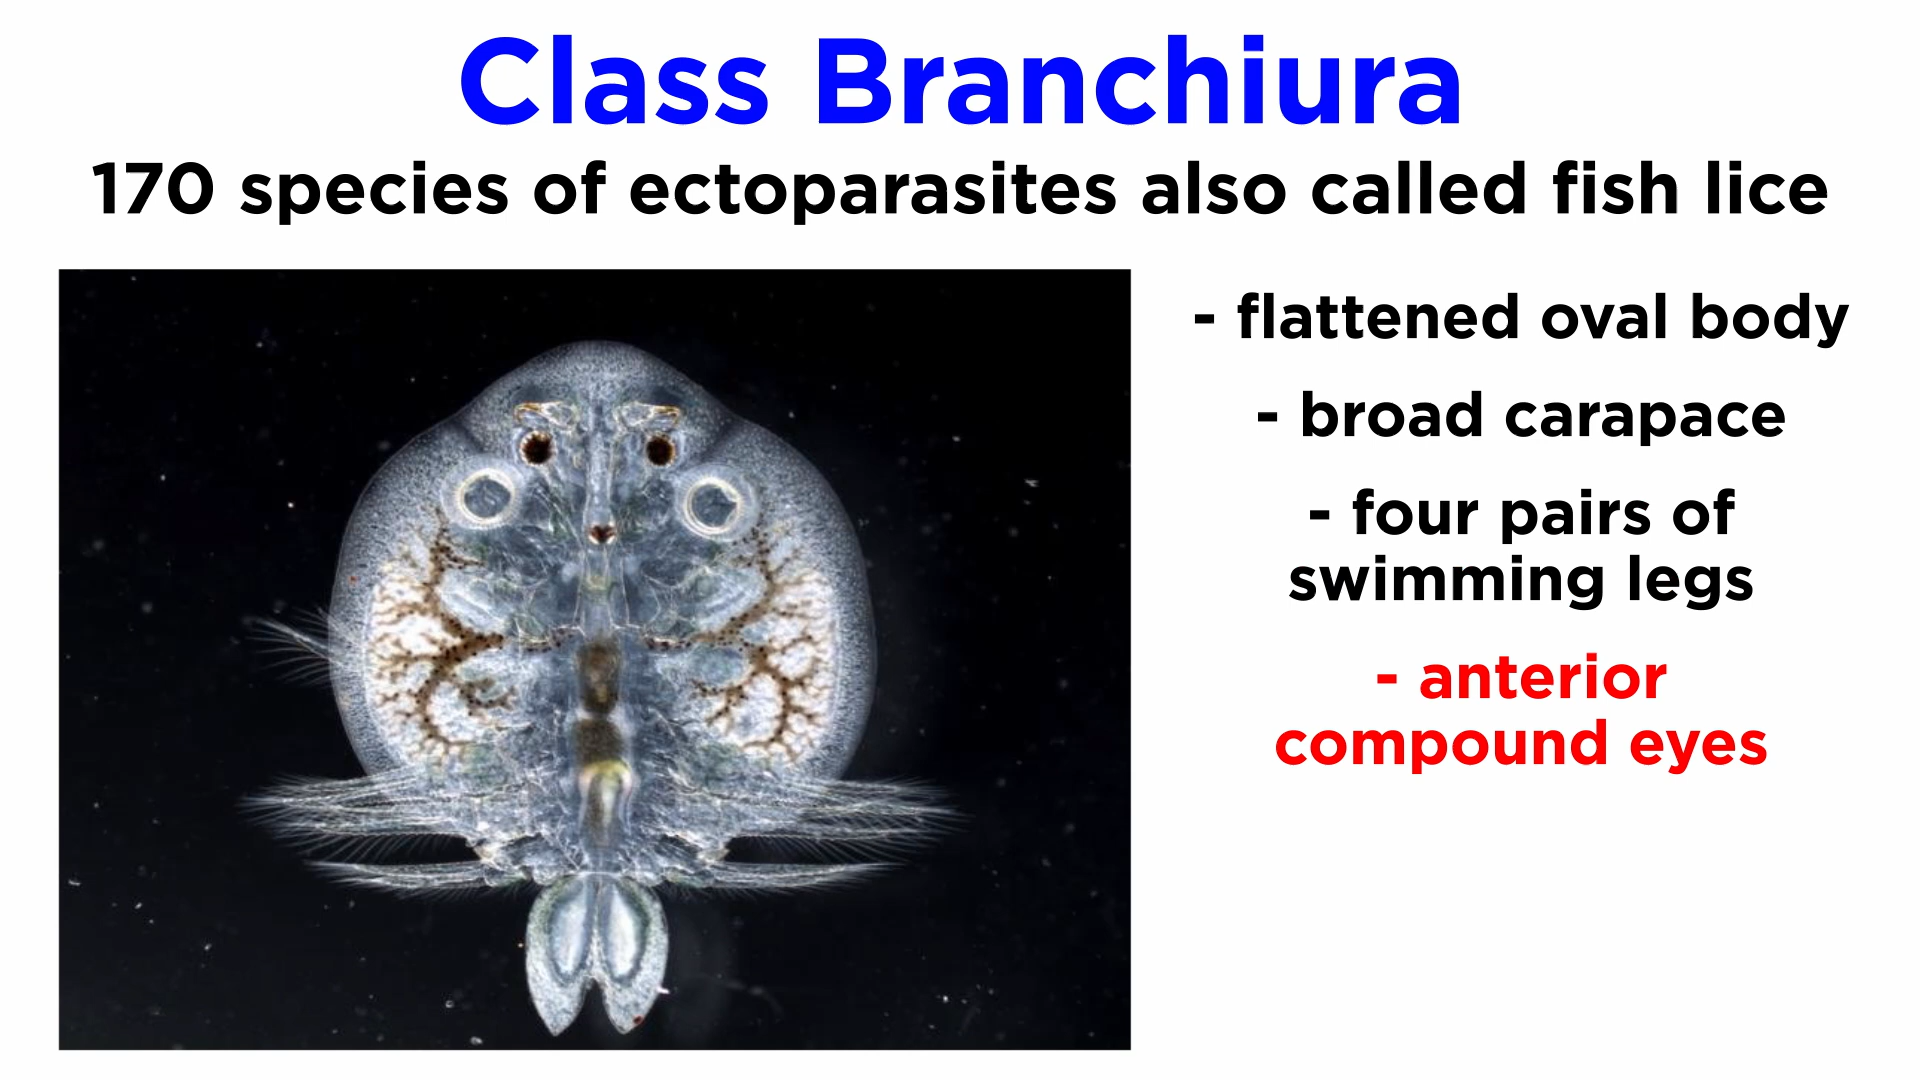 Class Branchiura
170 species of ectoparasites also called fish lice
- flattened oval body
- broad carapace
- four pairs of
swimming legs
- anterior
compound eyes